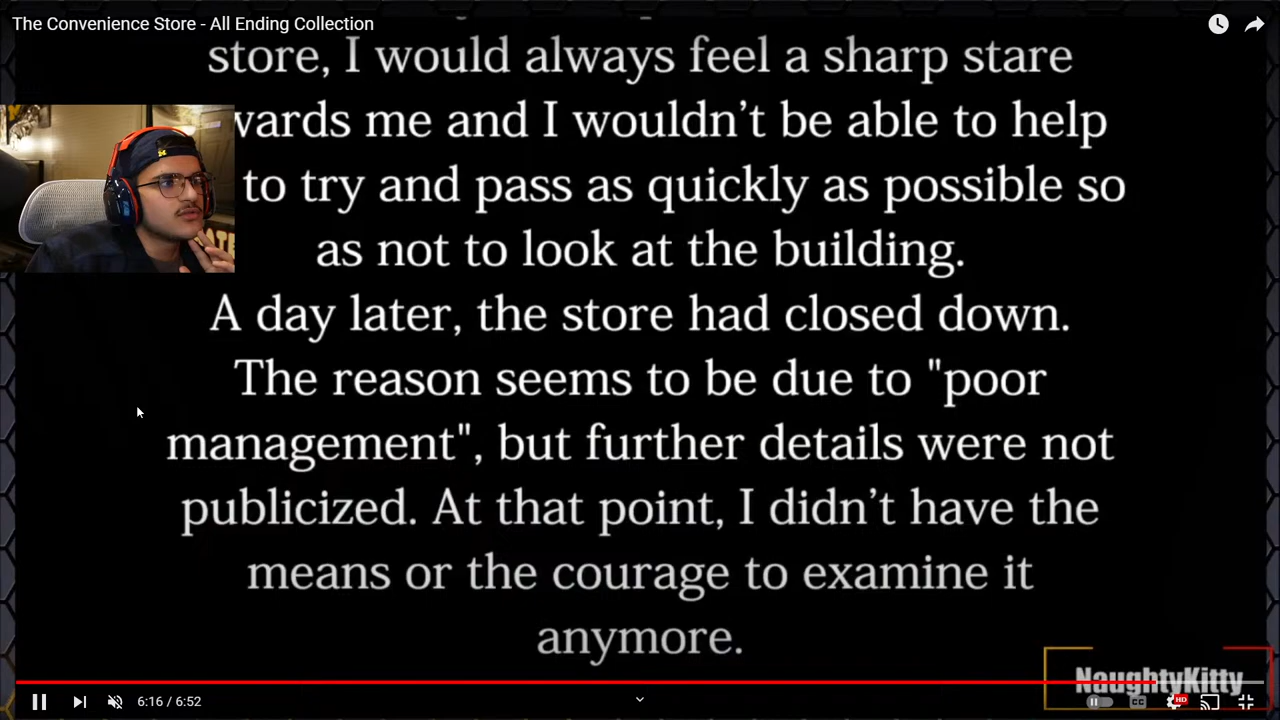 The Convenience Store - All Ending Collection
store, I would always feel a sharp stare
wards me and I wouldn’t be able to help
to try and pass as quickly as possible so
as not to look at the building.
A day later, the store had closed down.
The reason seems to be due to "poor
management", but further details were not
publicized. At that point, I didn’t have the
means or the courage to examine it
anymore.
NaughtyKitty
6:16 / 6:52
CC
HD